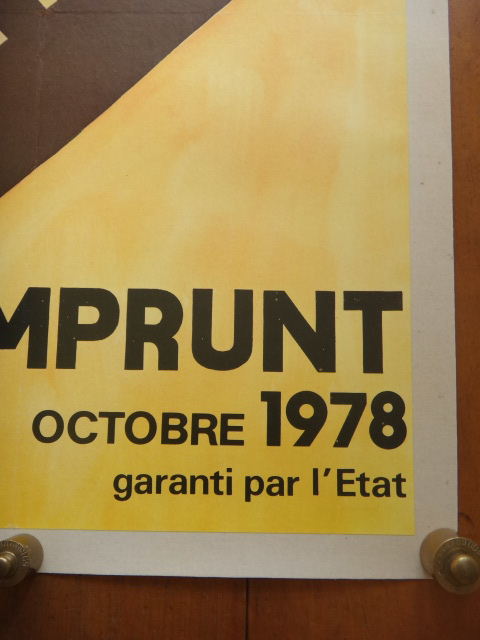 MPRUNT
OCTOBRE 1978
garanti par l'Etat